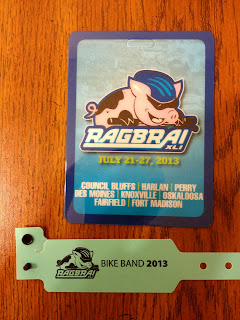 RAGBRAI
XLI
JULY 21-27, 2013
COUNCIL BLUFFS | HARLAN | PERRY
DES MOINES | KNOXVILLE | OSKALOOSA
FAIRFIELD | FORT MADISON
RAGBRAI BIKE BAND 2013